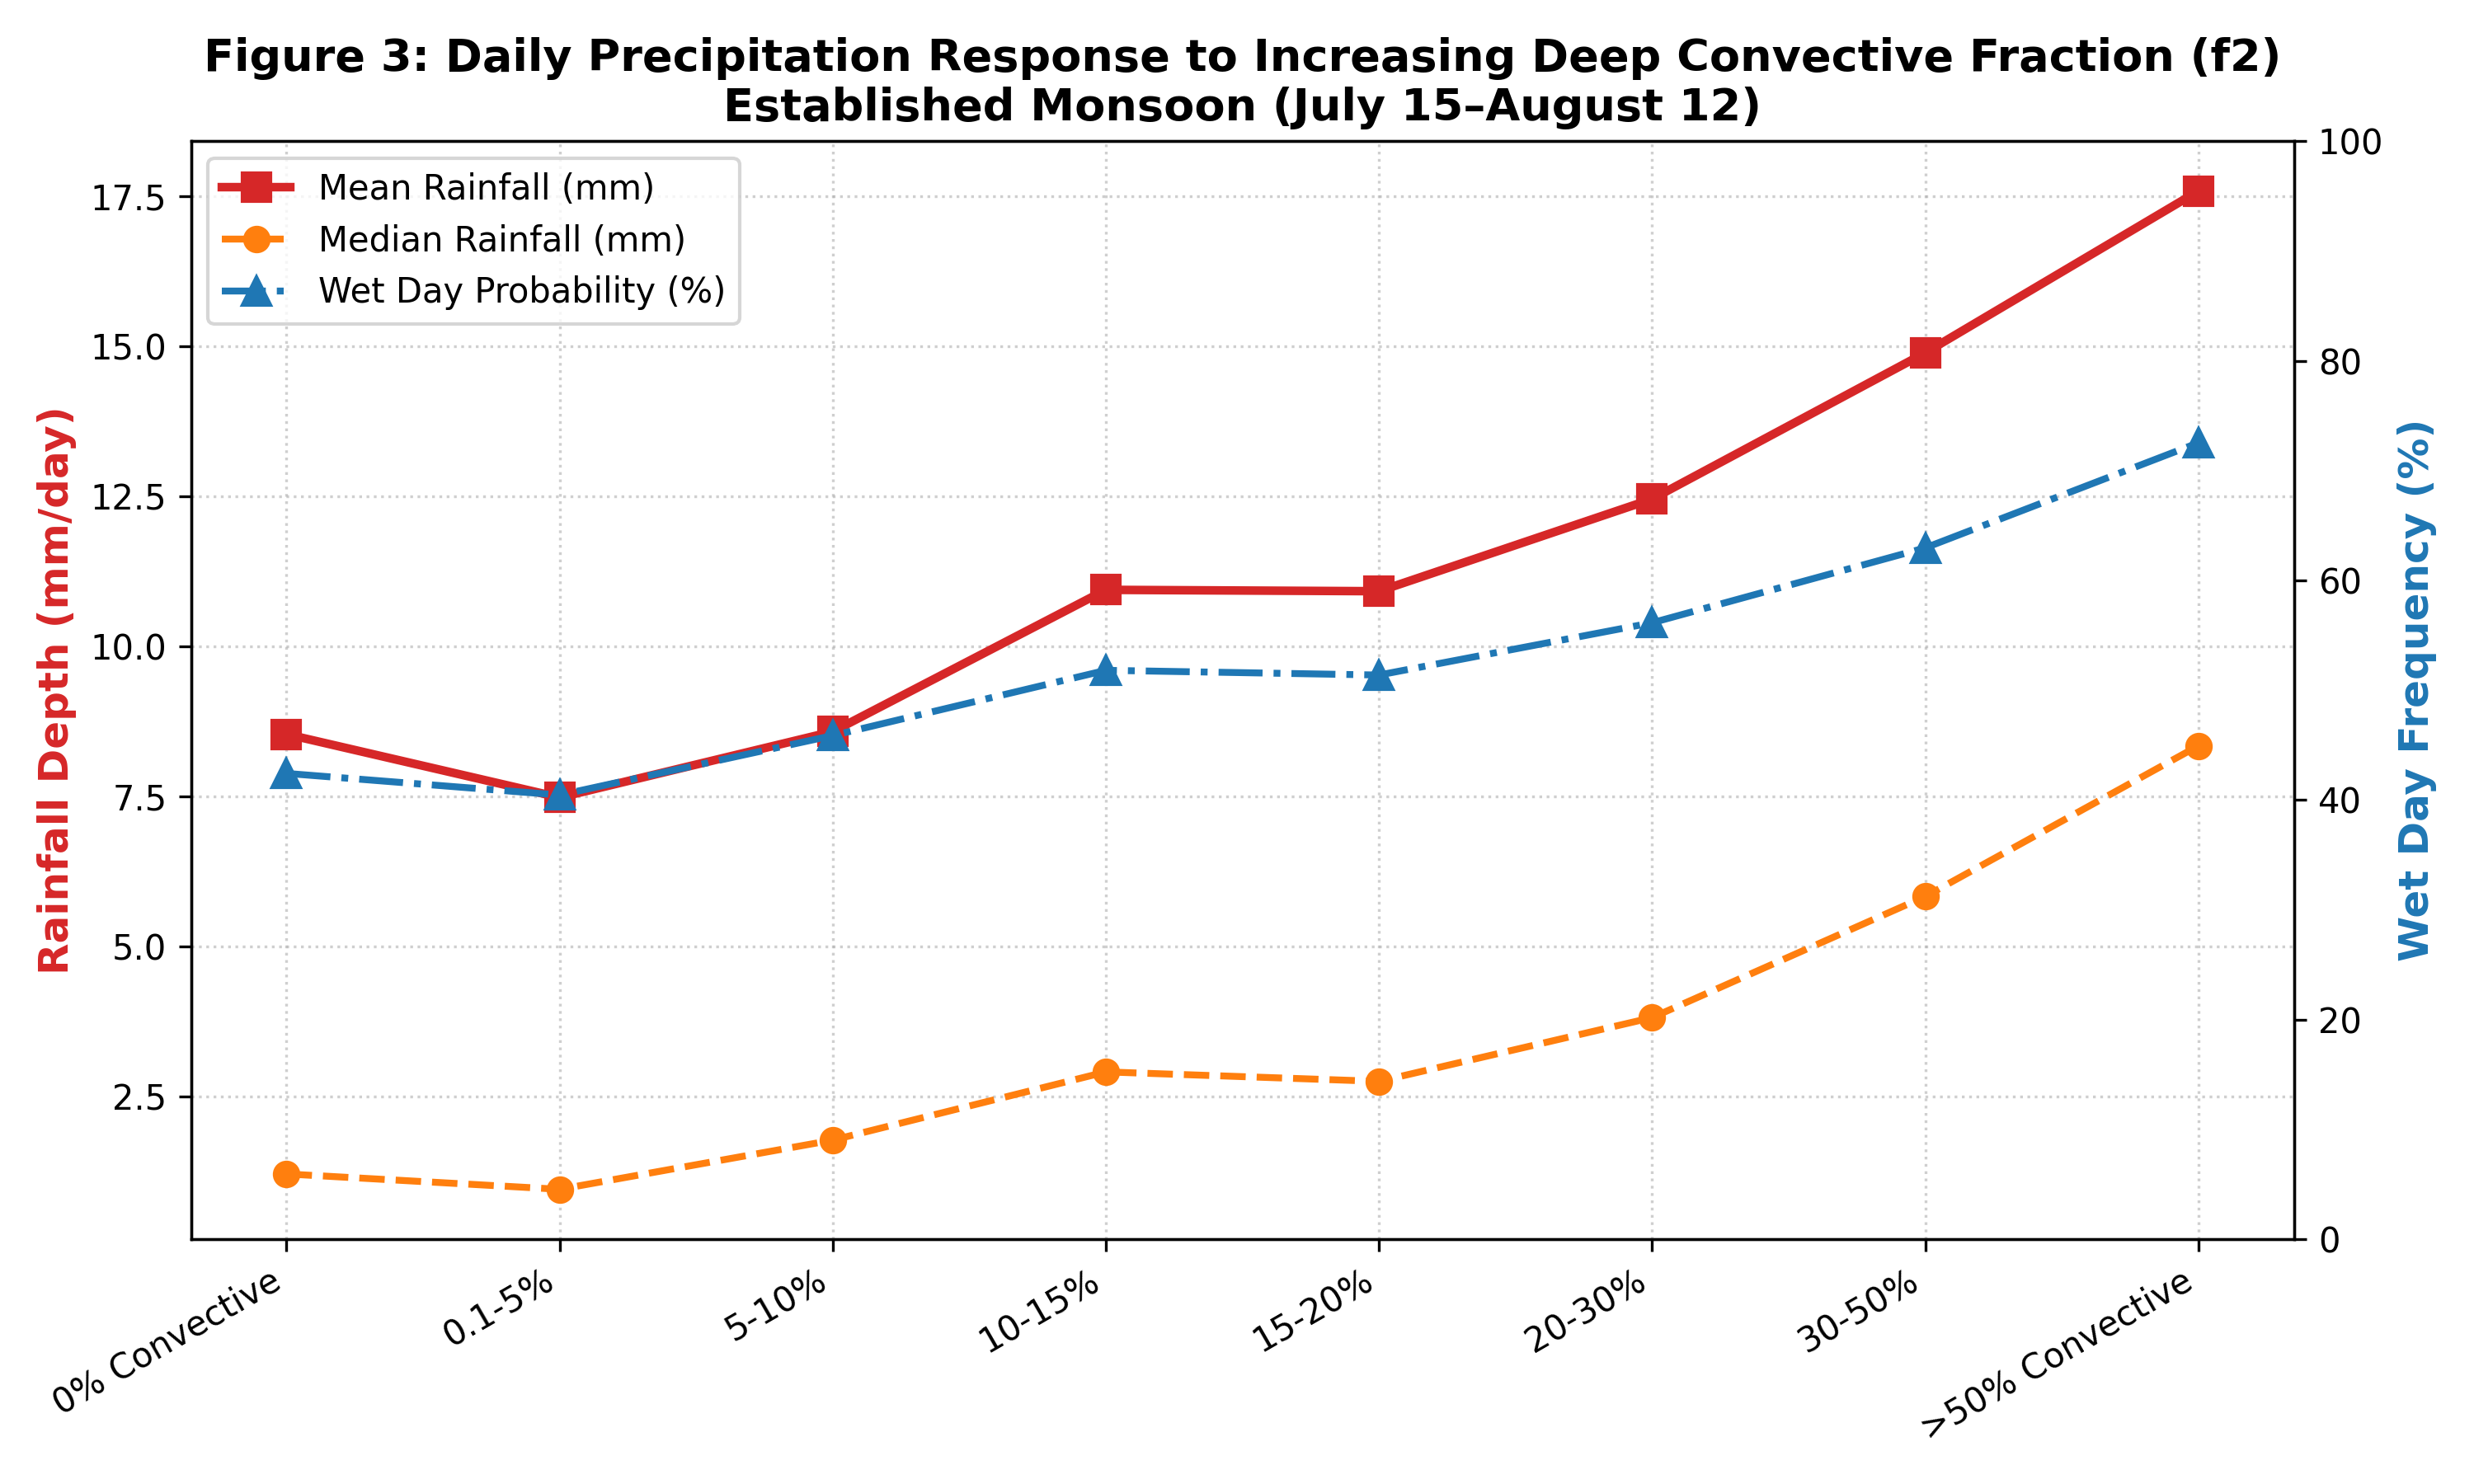 Figure 3: Daily Precipitation Response to Increasing Deep Convective Fraction (f2)
Established Monsoon (July 15–August 12)
Mean Rainfall (mm)
Median Rainfall (mm)
Wet Day Probability (%)
Rainfall Depth (mm/day)
17.5
15.0
12.5
10.0
7.5
5.0
2.5
100
80
60
40
20
0
Wet Day Frequency (%)
0% Convective
0.1-5%
5-10%
10-15%
15-20%
20-30%
30-50%
>50% Convective